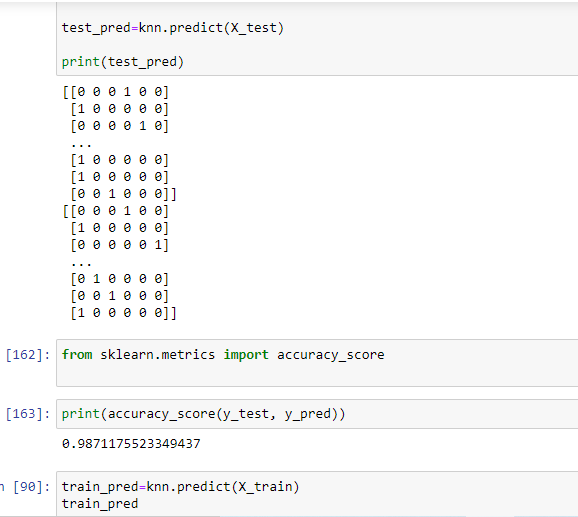 test_pred=knn.predict(X_test)
print(test_pred)
[[0 0 0 1 0 0]
[1 0 0 0 0 0]
[0 0 0 0 1 0]
...
[1 0 0 0 0 0]
[1 0 0 0 0 0]
[0 0 1 0 0 0]]
[[0 0 0 1 0 0]
[1 0 0 0 0 0]
[0 0 0 0 0 1]
...
[0 1 0 0 0 0]
[0 0 1 0 0 0]
[1 0 0 0 0 0]]
[162]: from sklearn.metrics import accuracy_score
[163]: print(accuracy_score(y_test, y_pred))
0.9871175523349437
[90]: train_pred=knn.predict(X_train)
train_pred